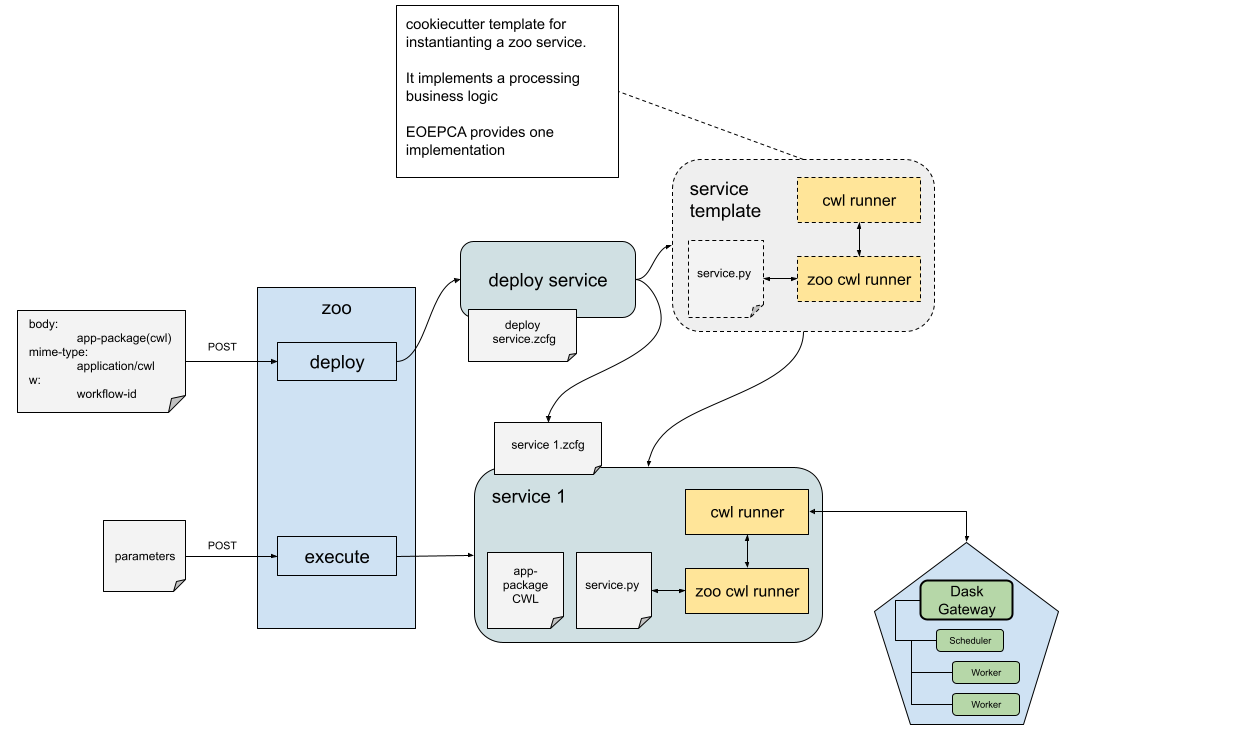 cookiecutter template for
instantianting a zoo service.
It implements a processing
business logic
EOEPCA provides one
implementation
service
template
cwl runner
service.py
zoo cwl runner
deploy service
deploy
service.zcfg
zoo
body:
app-package(cwl)
mime-type:
application/cwl
w:
workflow-id
POST
deploy
service 1.zcfg
service 1
cwl runner
parameters
POST
execute
app-
package
CWL
service.py
zoo cwl runner
Dask
Gateway
Scheduler
Worker
Worker